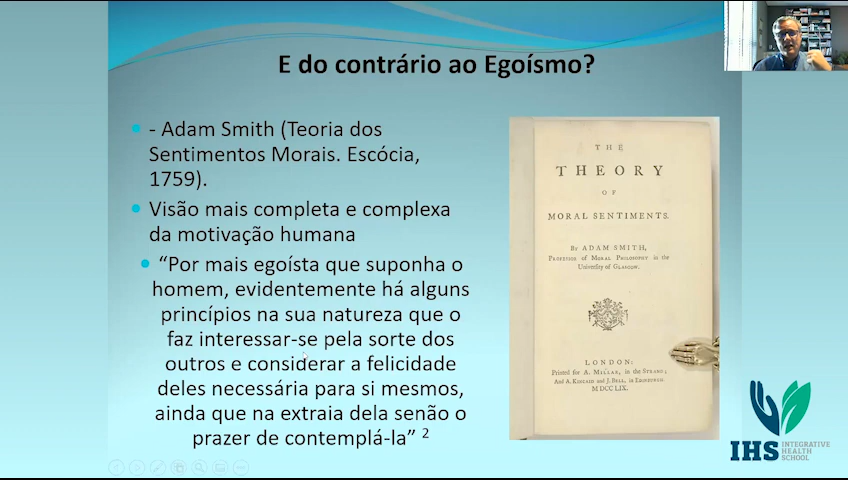 E do contrário ao Egoísmo?
- Adam Smith (Teoria dos
Sentimentos Morais. Escócia,
1759).
Visão mais completa e complexa
da motivação humana
“Por mais egoísta que suponha o
homem, evidentemente há alguns
princípios na sua natureza que o
faz interessar-se pela sorte dos
outros e considerar a felicidade
deles necessária para si mesmos,
ainda que na extraia dela senão o
prazer de contemplá-la” 2
THE
THEORY
OF
MORAL SENTIMENTS.
By ADAM SMITH,
Professor of Moral Philosophy in the
University of Glasgow.
LONDON:
Printed for A. Millar, in the Strand;
And A. Kincaid and J. Bell, in Edinburgh
M DCC LIX.
IHS INTEGRATIVE
HEALTH
SCHOOL